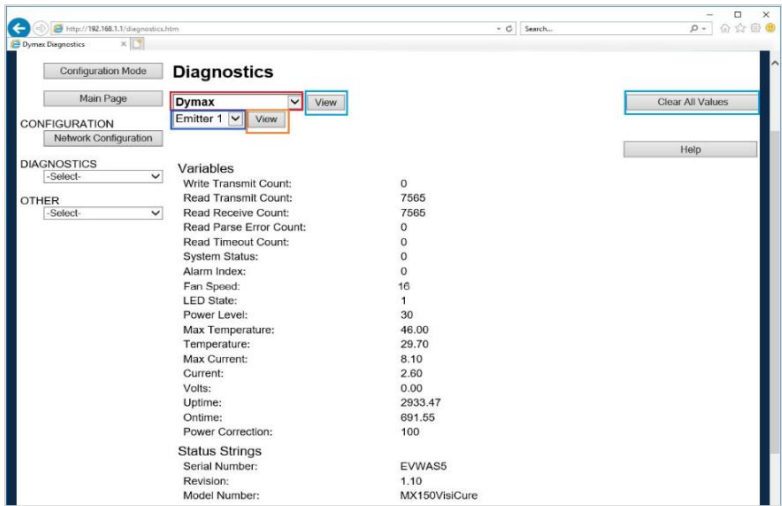 http://192.168.1.1/diagnostics.htm
Search...
Dymax Diagnostics
Configuration Mode
Diagnostics
Main Page
Dymax View
Clear All Values
Emitter 1 View
CONFIGURATION
Network Configuration
Help
DIAGNOSTICS
-Select-
OTHER
-Select-
Variables
Write Transmit Count: 0
Read Transmit Count: 7565
Read Receive Count: 7565
Read Parse Error Count: 0
Read Timeout Count: 0
System Status: 0
Alarm Index: 0
Fan Speed: 16
LED State: 1
Power Level: 30
Max Temperature: 46.00
Temperature: 29.70
Max Current: 8.10
Current: 2.60
Volts: 0.00
Uptime: 2933.47
Ontime: 691.55
Power Correction: 100
Status Strings
Serial Number: EVWAS5
Revision: 1.10
Model Number: MX150VisiCure